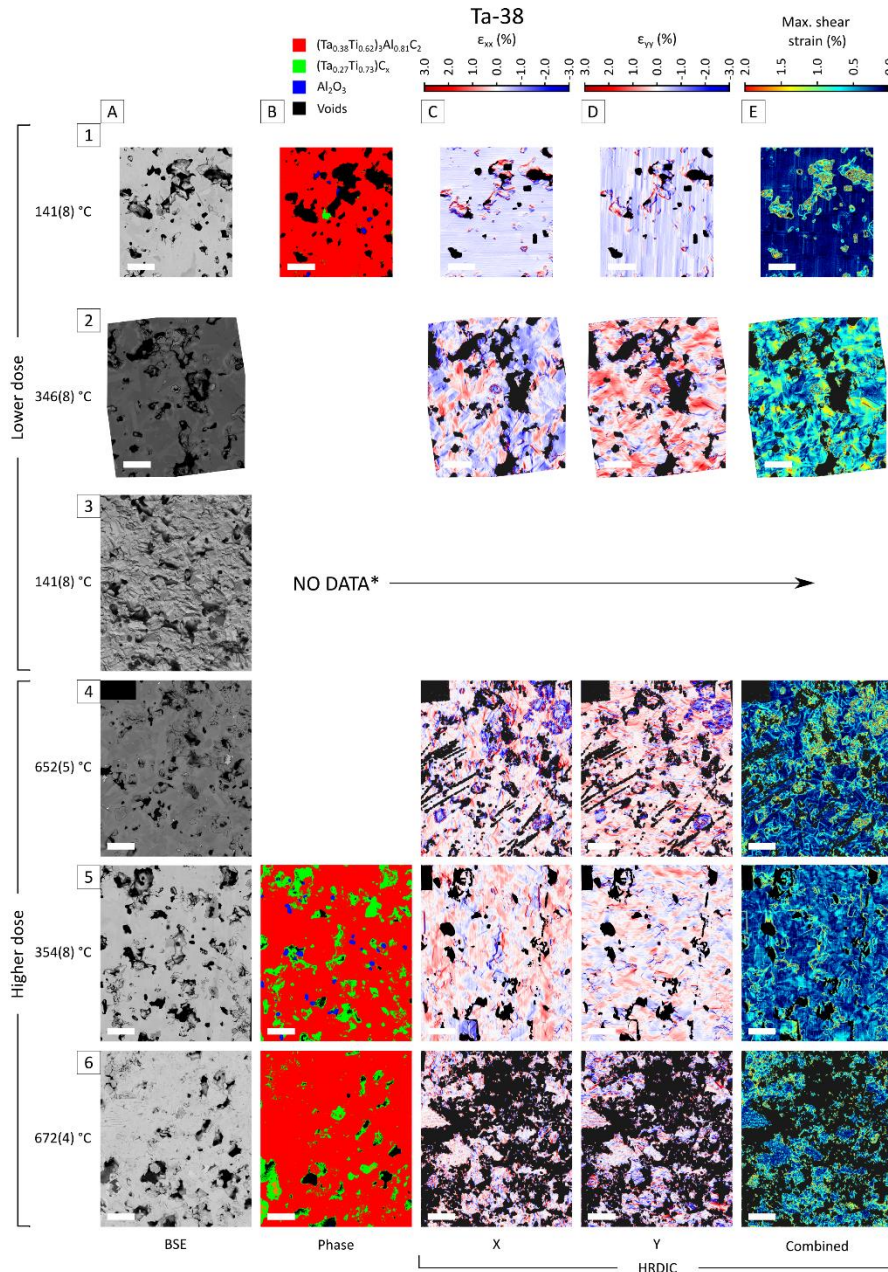 Ta-38
(Ta0.38Ti0.62)3Al0.81C2
(Ta0.27Ti0.73)Cx
Al2O3
Voids
εxx (%)
3.0 2.0 1.0 0.0 -1.0 -2.0 -3.0
εyy (%)
3.0 2.0 1.0 0.0 -1.0 -2.0 -3.0
Max. shear
strain (%)
2.0 1.5 1.0 0.5 0.0
A B C D E
Lower dose
1
141(8) °C
2
346(8) °C
3
141(8) °C
NO DATA*
Higher dose
4
652(5) °C
5
354(8) °C
6
672(4) °C
BSE Phase X Y Combined
HRDIC